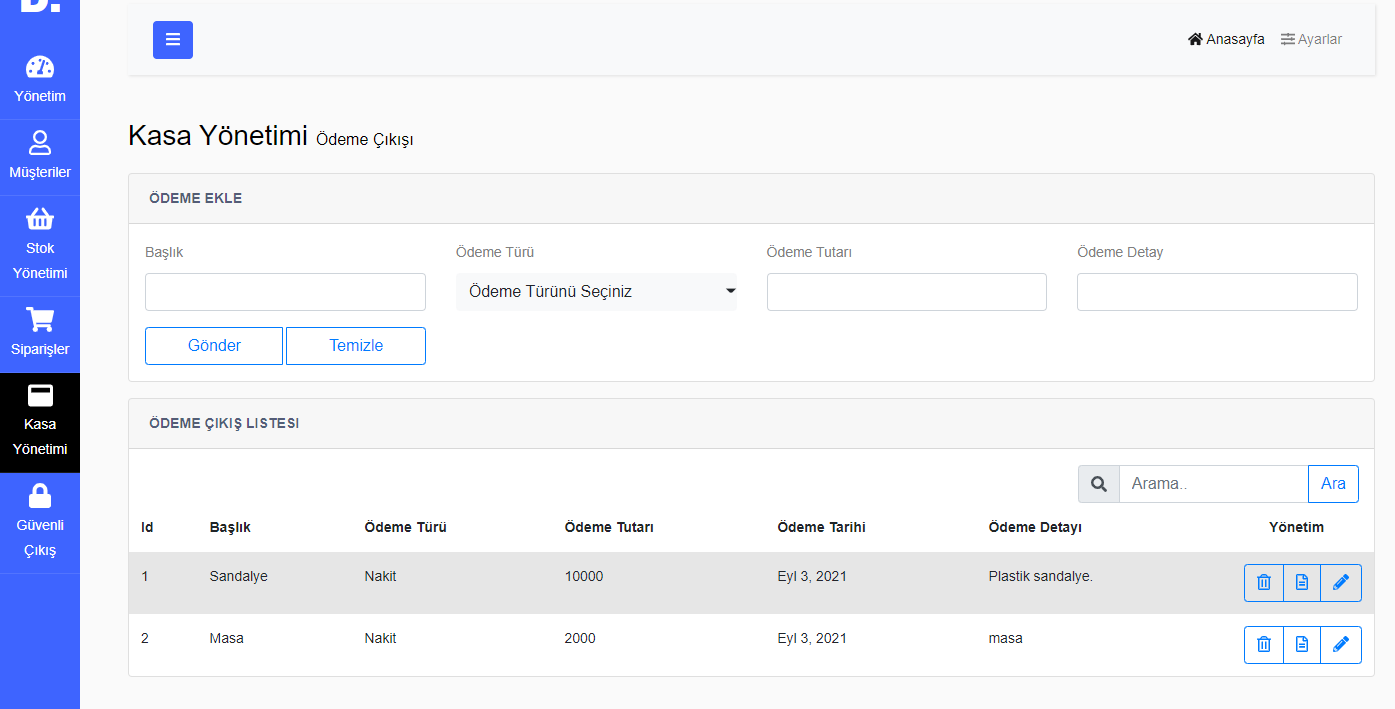 Anasayfa Ayarlar
Yönetim
Müşteriler
Stok
Yönetimi
Siparişler
Kasa
Yönetimi
Güvenli
Çıkış
Kasa Yönetimi Ödeme Çıkışı
ÖDEME EKLE
Başlık Ödeme Türü Ödeme Tutarı Ödeme Detay
Ödeme Türünü Seçiniz
Gönder Temizle
ÖDEME ÇIKIŞ LISTESI
Arama.. Ara
Id Başlık Ödeme Türü Ödeme Tutarı Ödeme Tarihi Ödeme Detayı Yönetim
1 Sandalye Nakit 10000 Eyl 3, 2021 Plastik sandalye.
2 Masa Nakit 2000 Eyl 3, 2021 masa